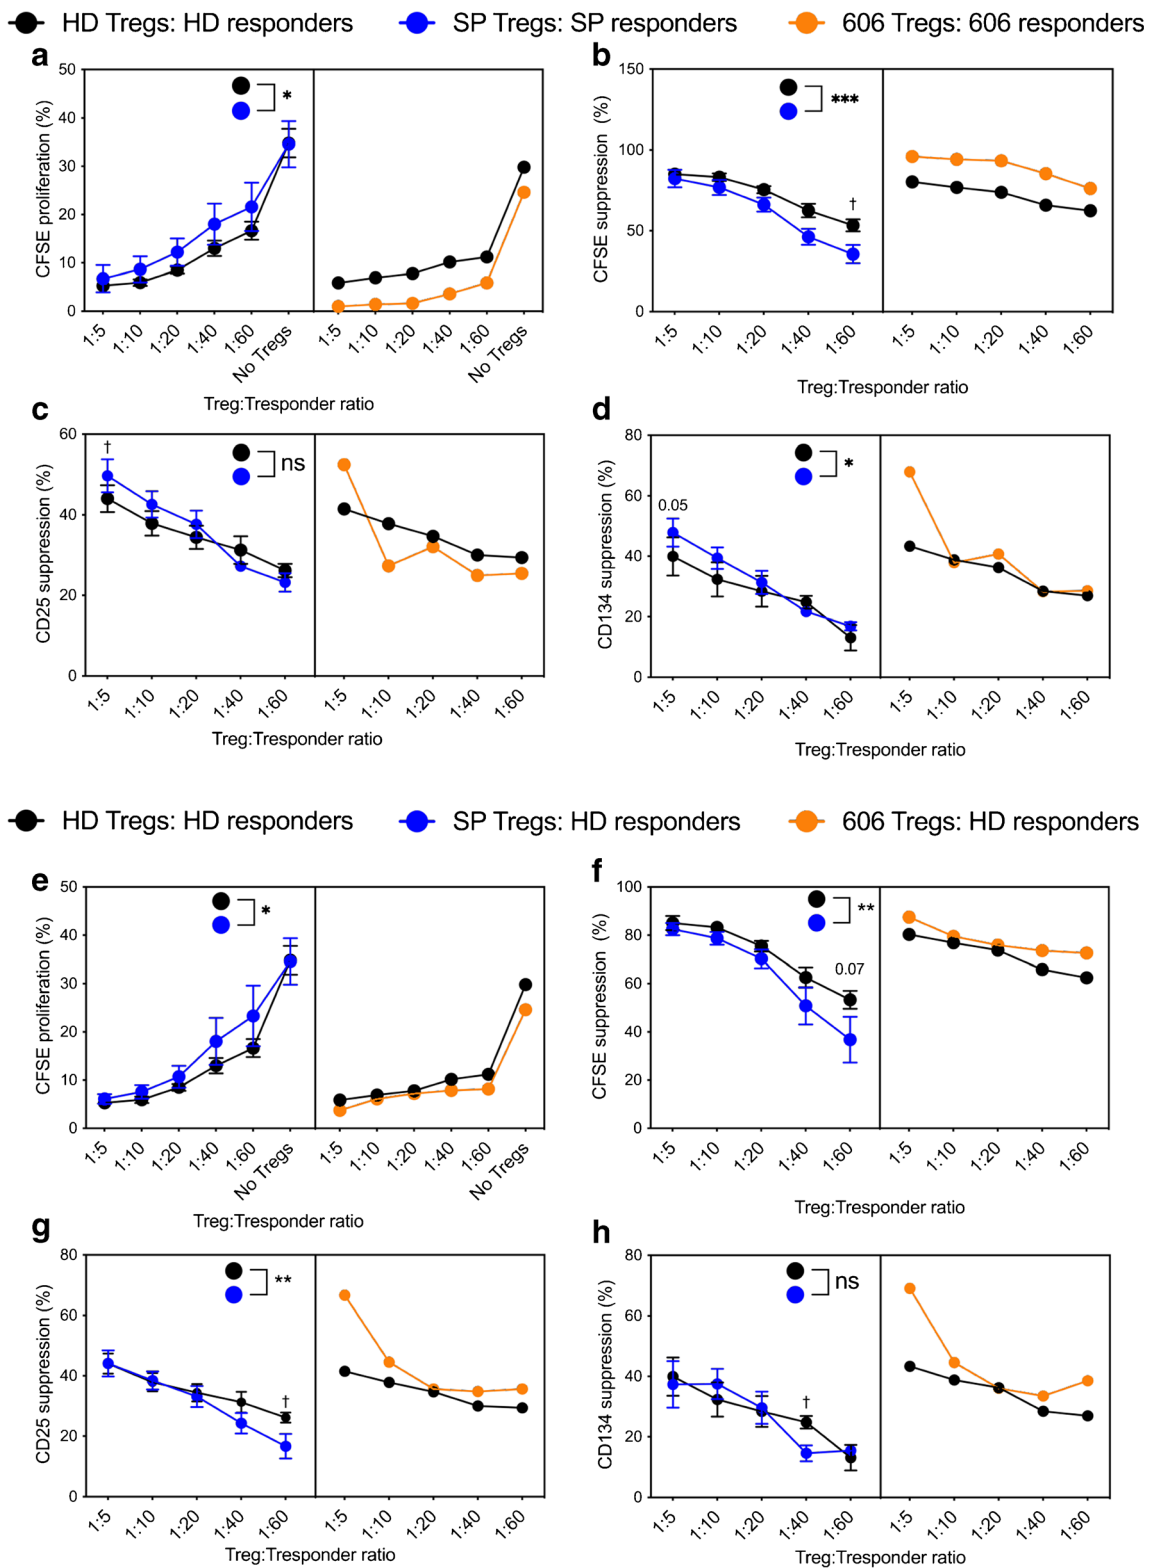 HD Tregs: HD responders SP Tregs: SP responders 606 Tregs: 606 responders
a
CFSE proliferation (%)
50
40
30
20
10
0
*
1:5 1:10 1:20 1:40 1:60 No Tregs 1:5 1:10 1:20 1:40 1:60 No Tregs
Treg:Tresponder ratio
b
CFSE suppression (%)
150
100
50
0
***
†
1:5 1:10 1:20 1:40 1:60 1:5 1:10 1:20 1:40 1:60
Treg:Tresponder ratio
c
CD25 suppression (%)
60
40
20
0
†
ns
1:5 1:10 1:20 1:40 1:60 1:5 1:10 1:20 1:40 1:60
Treg:Tresponder ratio
d
CD134 suppression (%)
80
60
40
20
0
0.05
*
1:5 1:10 1:20 1:40 1:60 1:5 1:10 1:20 1:40 1:60
Treg:Tresponder ratio
HD Tregs: HD responders SP Tregs: HD responders 606 Tregs: HD responders
e
CFSE proliferation (%)
50
40
30
20
10
0
*
1:5 1:10 1:20 1:40 1:60 No Tregs 1:5 1:10 1:20 1:40 1:60 No Tregs
Treg:Tresponder ratio
f
CFSE suppression (%)
100
80
60
40
20
0
**
0.07
1:5 1:10 1:20 1:40 1:60 1:5 1:10 1:20 1:40 1:60
Treg:Tresponder ratio
g
CD25 suppression (%)
80
60
40
20
0
**
†
1:5 1:10 1:20 1:40 1:60 1:5 1:10 1:20 1:40 1:60
Treg:Tresponder ratio
h
CD134 suppression (%)
80
60
40
20
0
ns
†
1:5 1:10 1:20 1:40 1:60 1:5 1:10 1:20 1:40 1:60
Treg:Tresponder ratio